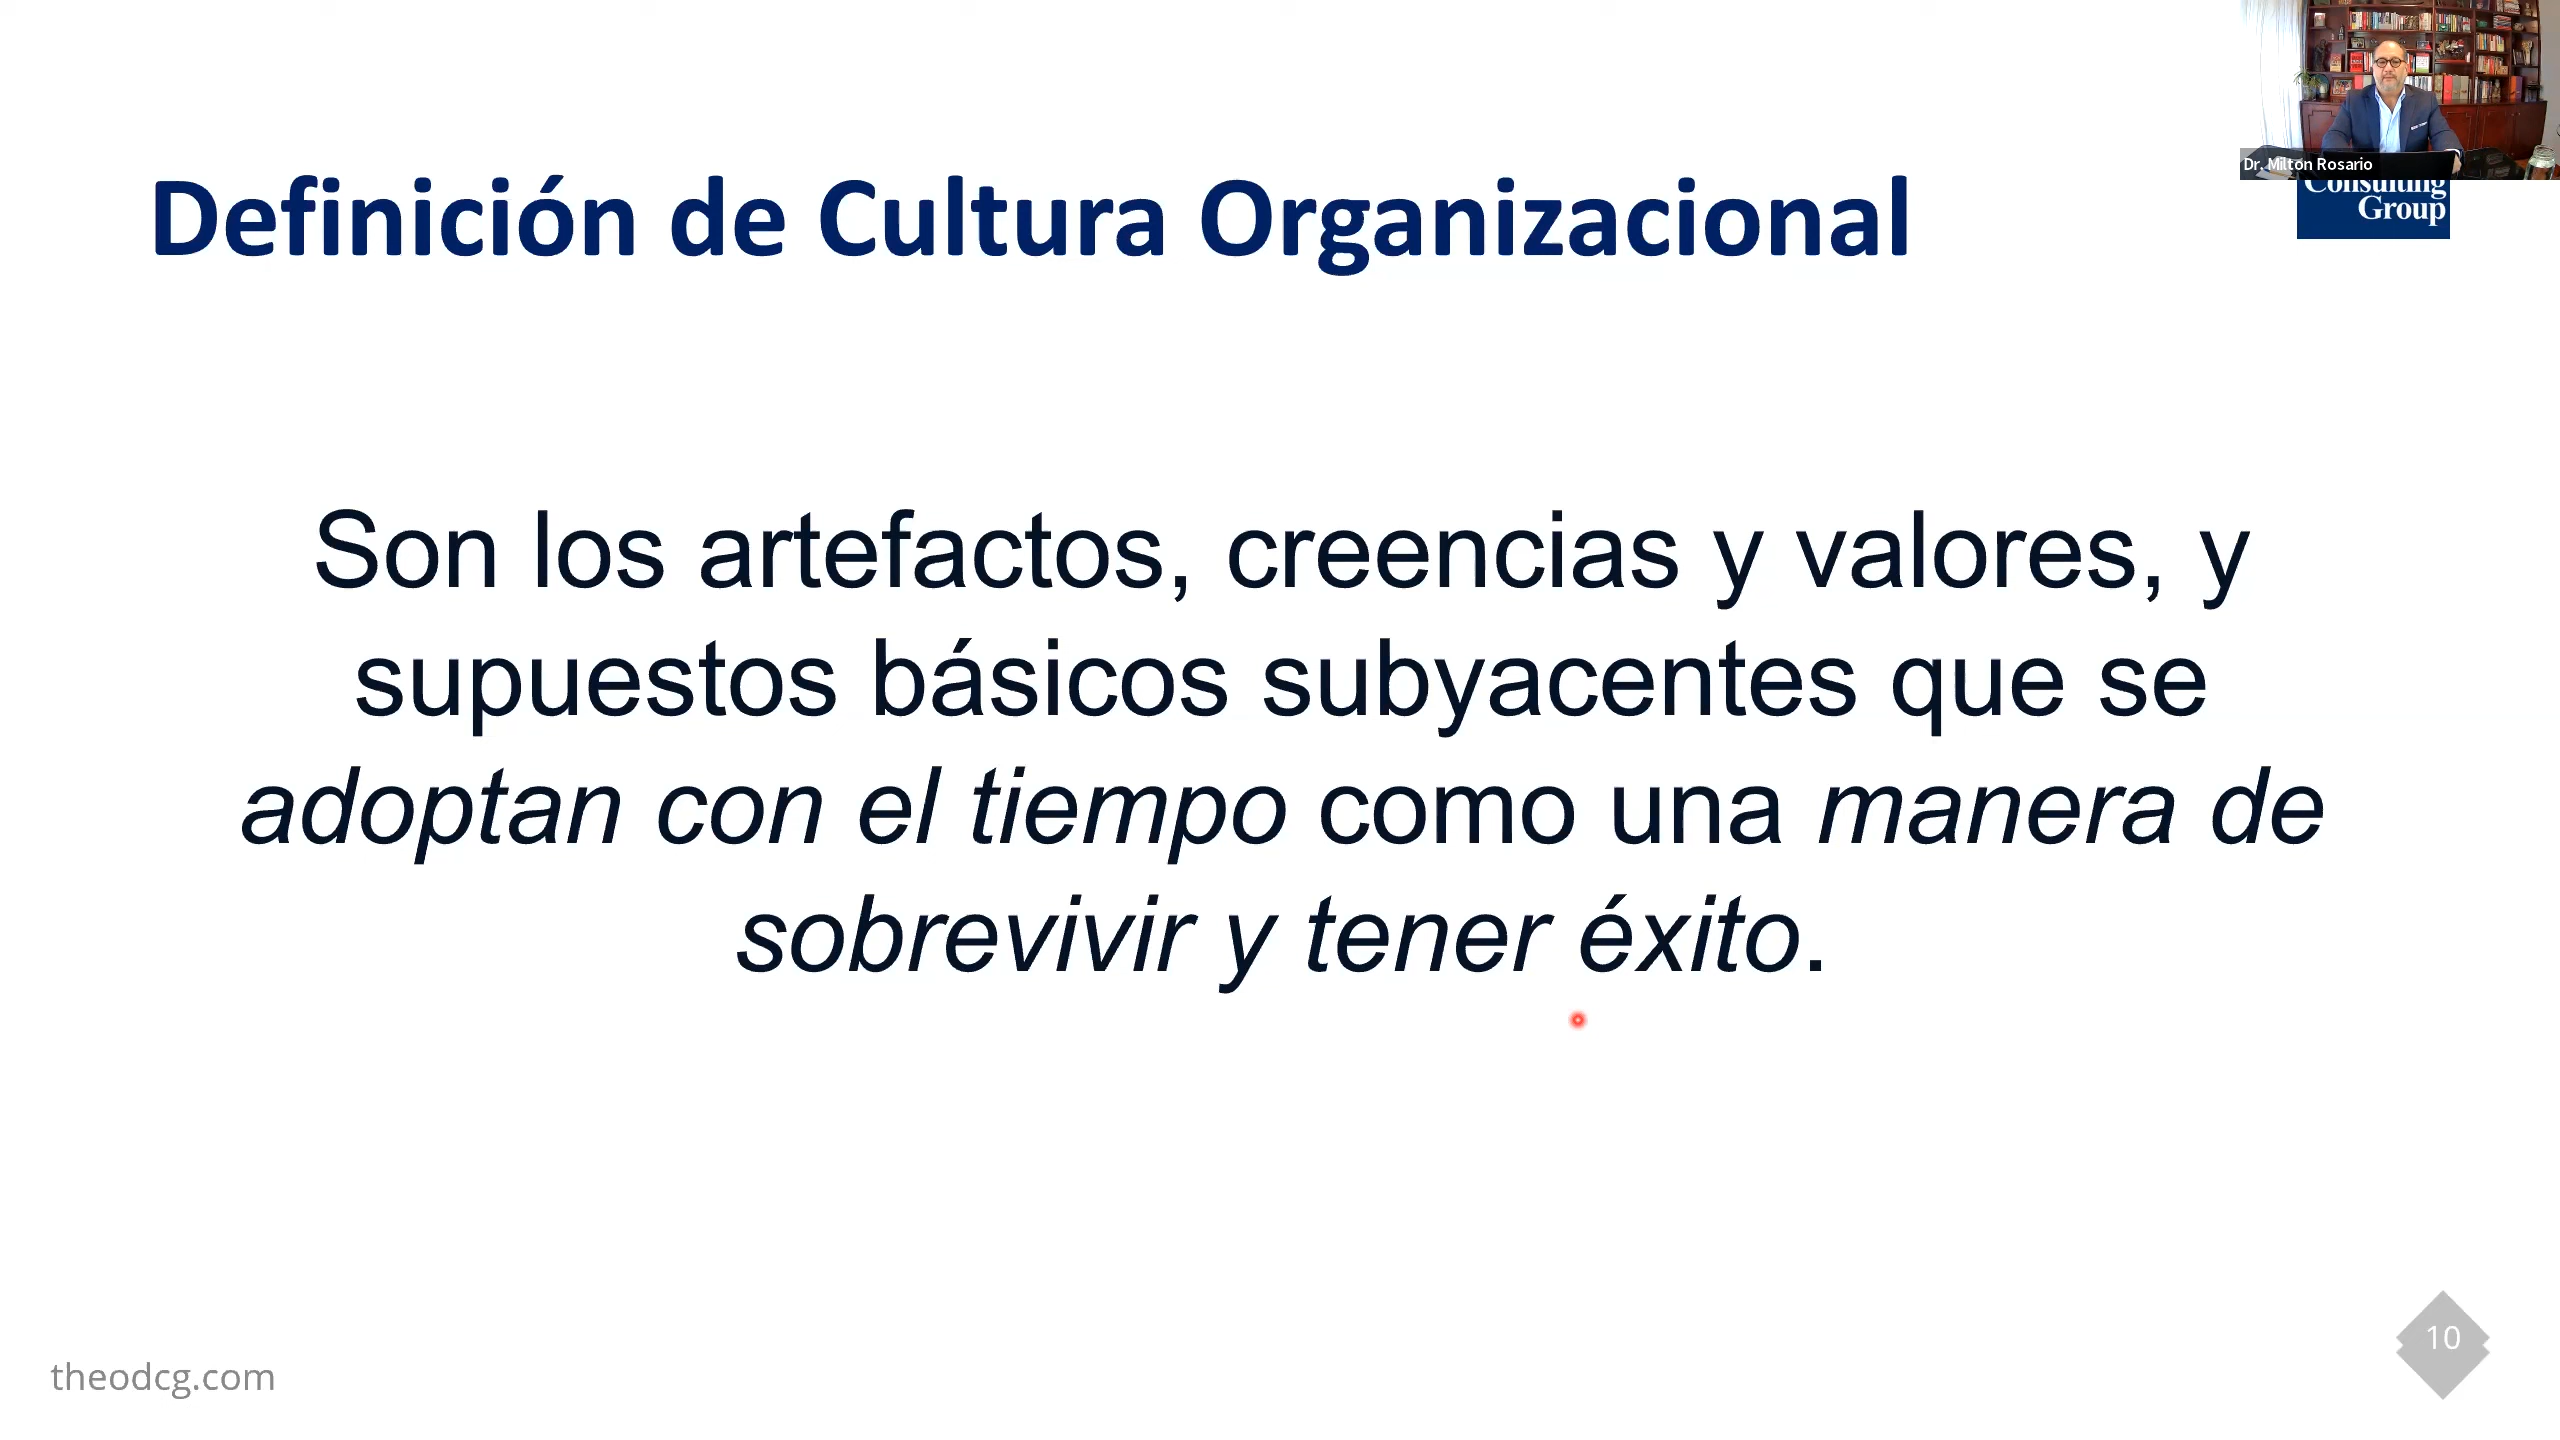 Dr. Milton Rosario
Consulting
Group
Definición de Cultura Organizacional
Son los artefactos, creencias y valores, y
supuestos básicos subyacentes que se
adoptan con el tiempo como una manera de
sobrevivir y tener éxito.
theodcg.com
10